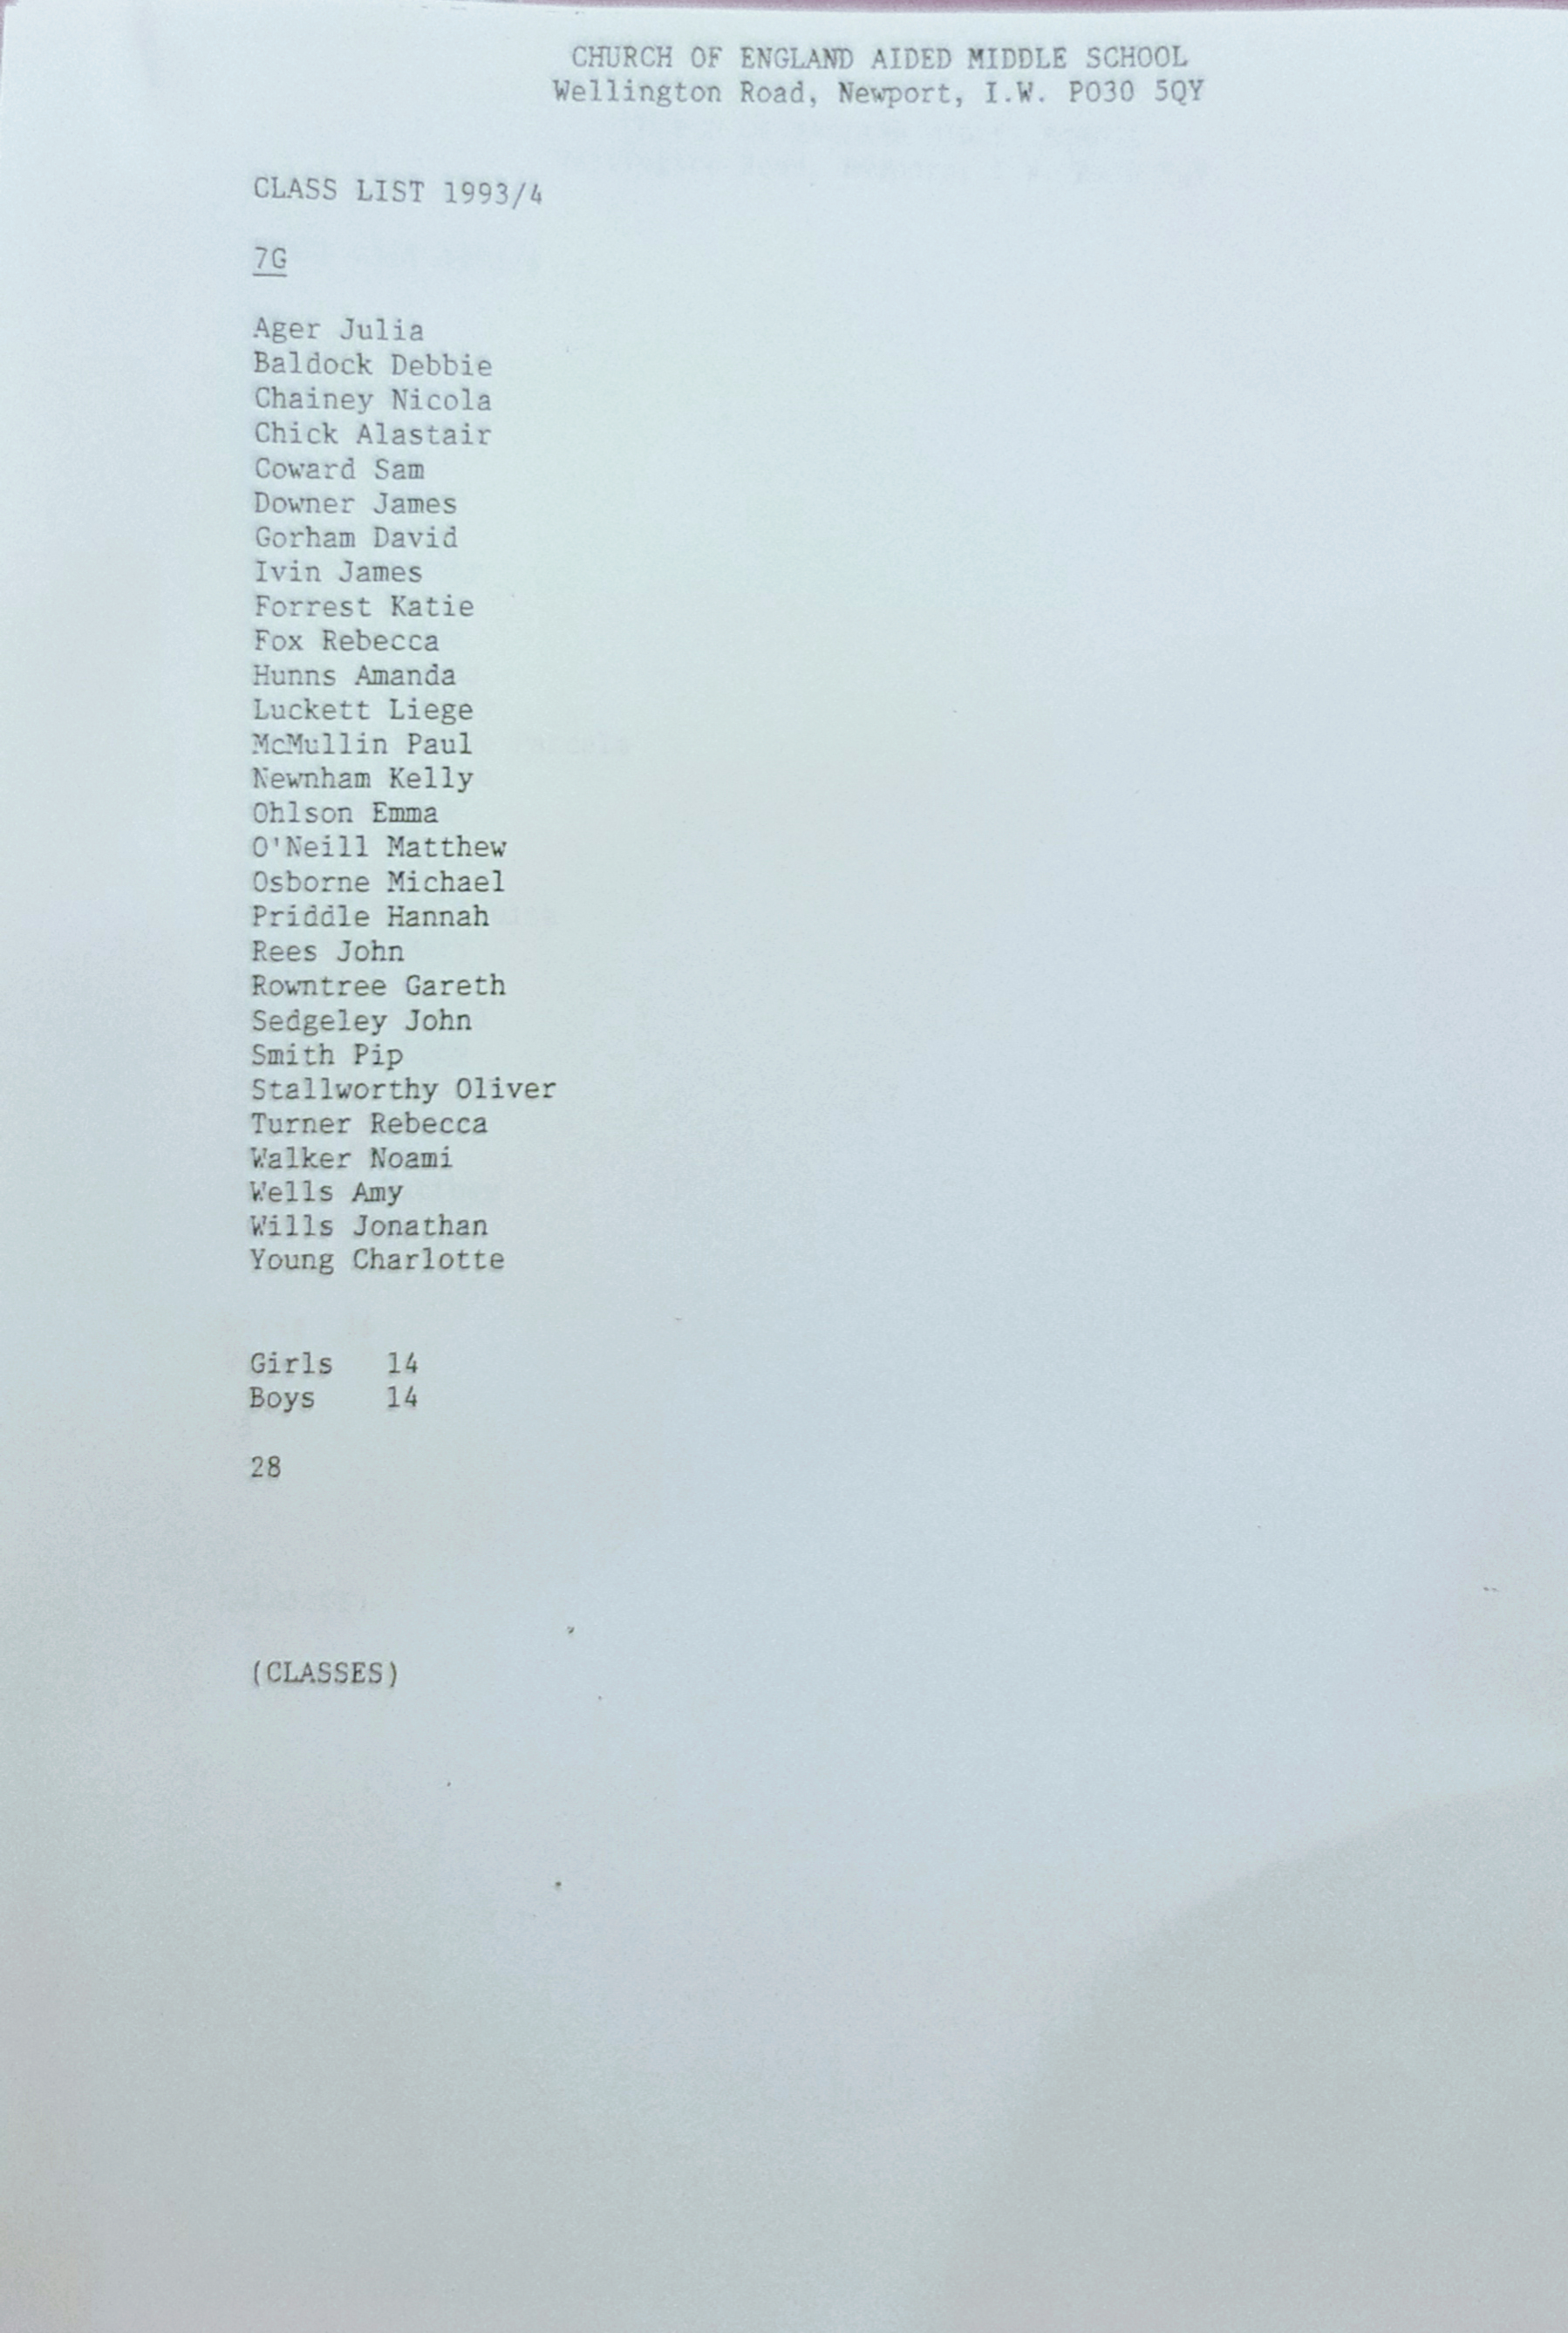 CHURCH OF ENGLAND AIDED MIDDLE SCHOOL
Wellington Road, Newport, I.W. PO30 5QY
CLASS LIST 1993/4
7G
Ager Julia
Baldock Debbie
Chainey Nicola
Chick Alastair
Coward Sam
Downer James
Gorham David
Ivin James
Forrest Katie
Fox Rebecca
Hunns Amanda
Luckett Liege
McMullin Paul
Newnham Kelly
Ohlson Emma
O'Neill Matthew
Osborne Michael
Priddle Hannah
Rees John
Rowntree Gareth
Sedgeley John
Smith Pip
Stallworthy Oliver
Turner Rebecca
Walker Noami
Wells Amy
Wills Jonathan
Young Charlotte
Girls 14
Boys 14
28
(CLASSES)